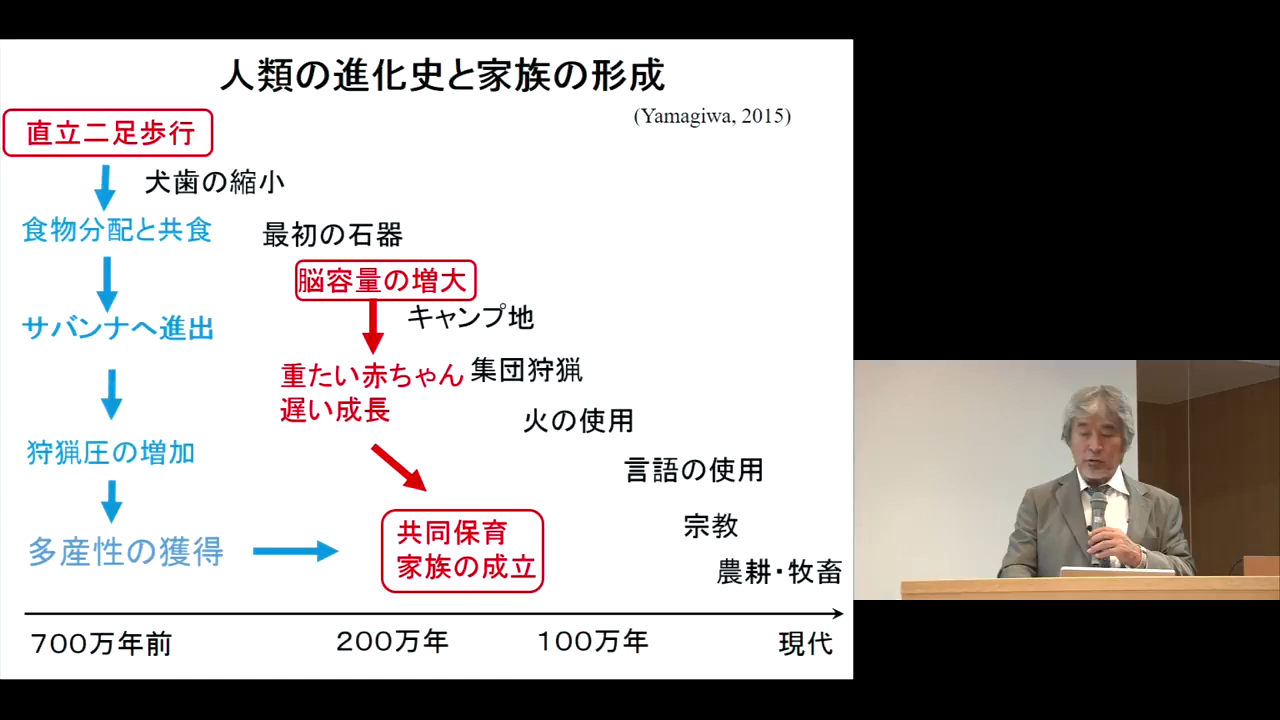 人類の進化史と家族の形成
(Yamagiwa, 2015)
直立二足歩行
犬歯の縮小
食物分配と共食
最初の石器
脳容量の増大
キャンプ地
サバンナへ進出
重たい赤ちゃん
遅い成長
集団狩猟
火の使用
狩猟圧の増加
言語の使用
宗教
共同保育
家族の成立
多産性の獲得
農耕・牧畜
700万年前
200万年
100万年
現代